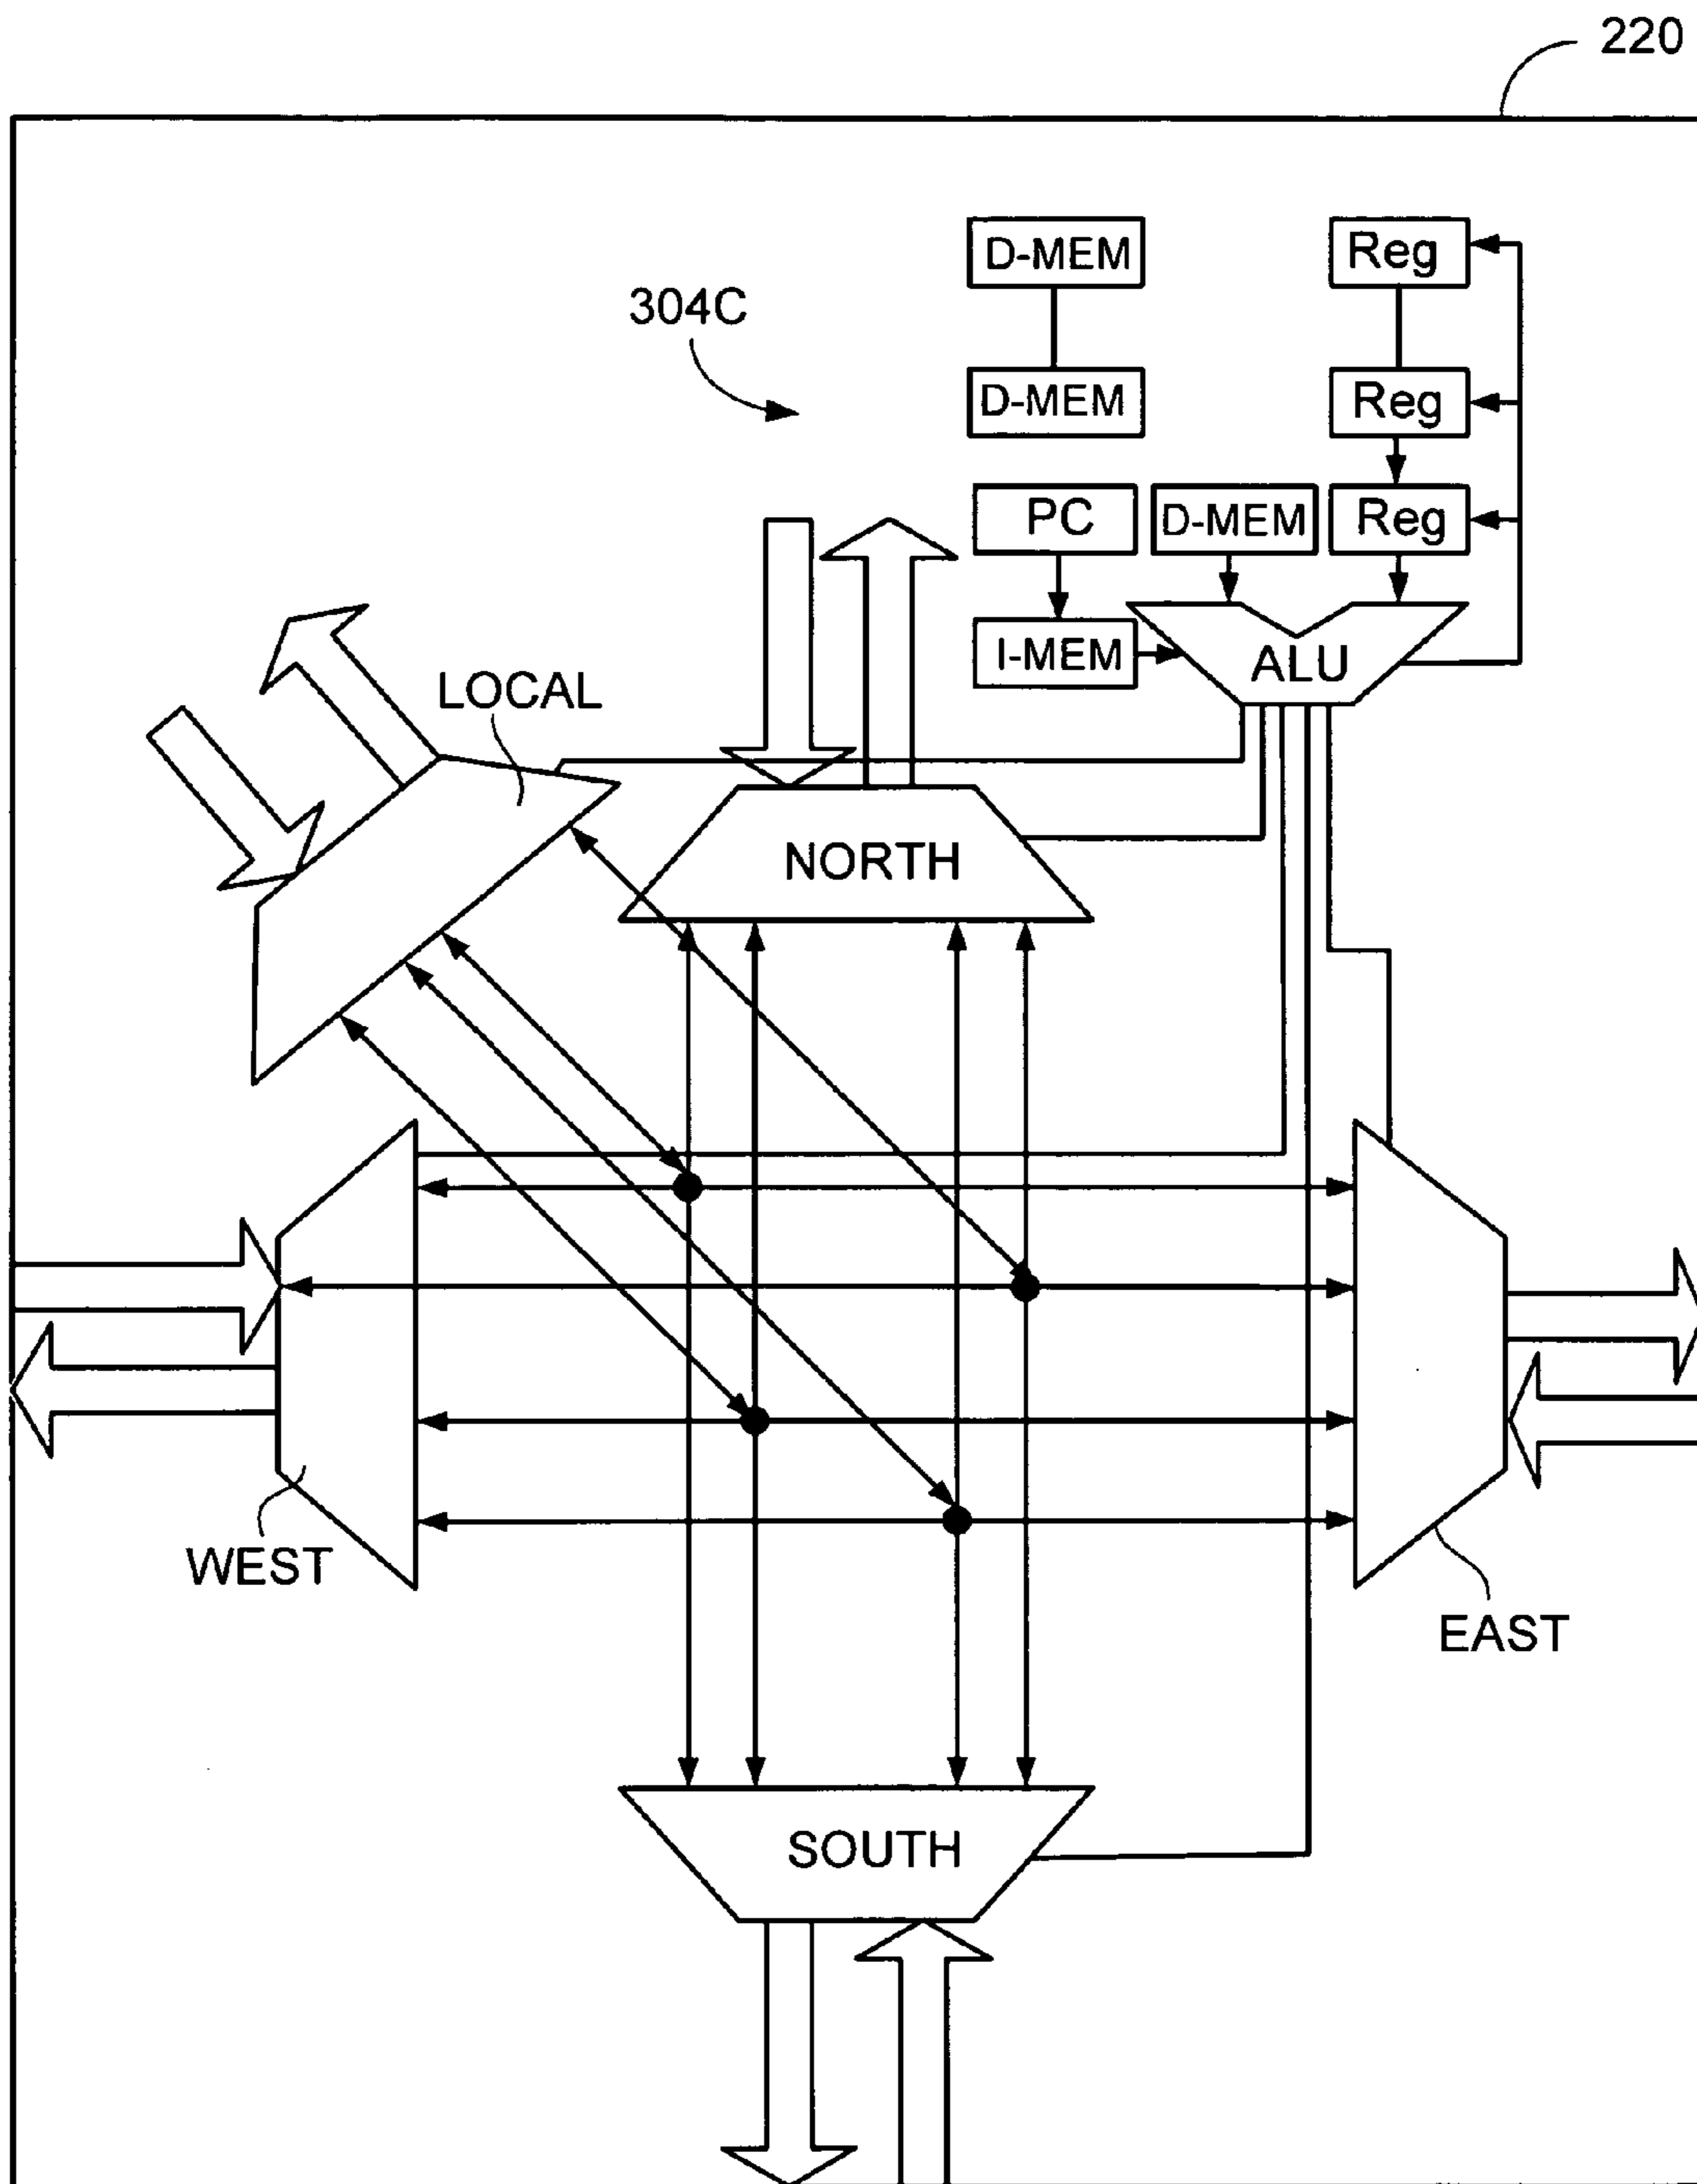 220
D-MEM
Reg
304C
D-MEM
Reg
PC
D-MEM
Reg
I-MEM
ALU
LOCAL
NORTH
WEST
EAST
SOUTH